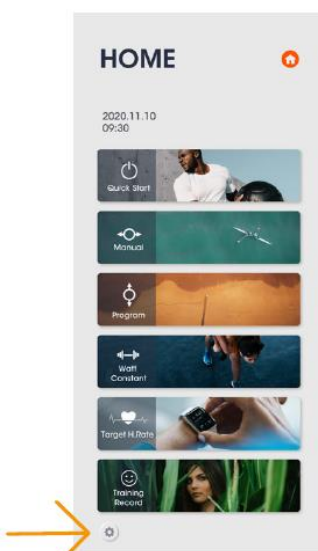 HOME
2020.11.10
09:30
Quick Start
Manual
Program
Watt
Constant
Target H.Rate
Training
Record